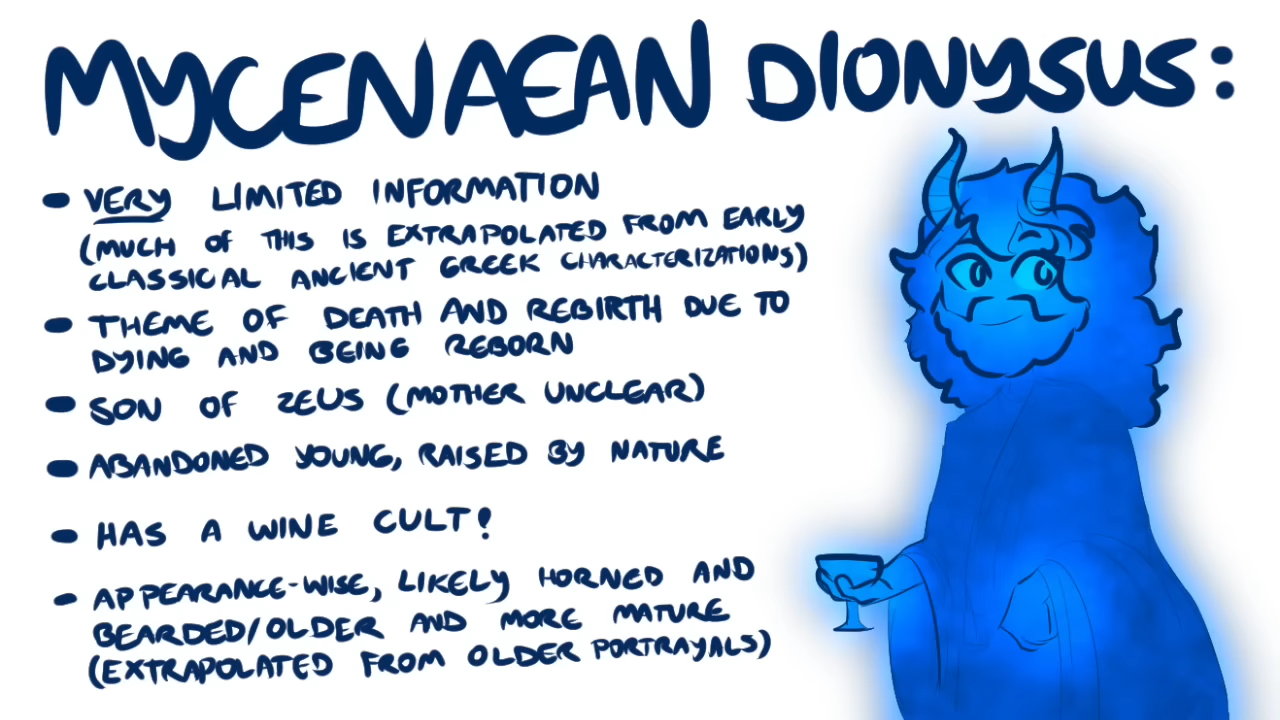 MYCENAEAN DIONYSUS:
- VERY LIMITED INFORMATION
(MUCH OF THIS IS EXTRAPOLATED FROM EARLY
CLASSICAL ANCIENT GREEK CHARACTERIZATIONS)
- THEME OF DEATH AND REBIRTH DUE TO
DYING AND BEING REBORN
- SON OF ZEUS (MOTHER UNCLEAR)
- ABANDONED YOUNG, RAISED BY NATURE
- HAS A WINE CULT!
- APPEARANCE-WISE, LIKELY HORNED AND
BEARDED/OLDER AND MORE MATURE
(EXTRAPOLATED FROM OLDER PORTRAYALS)